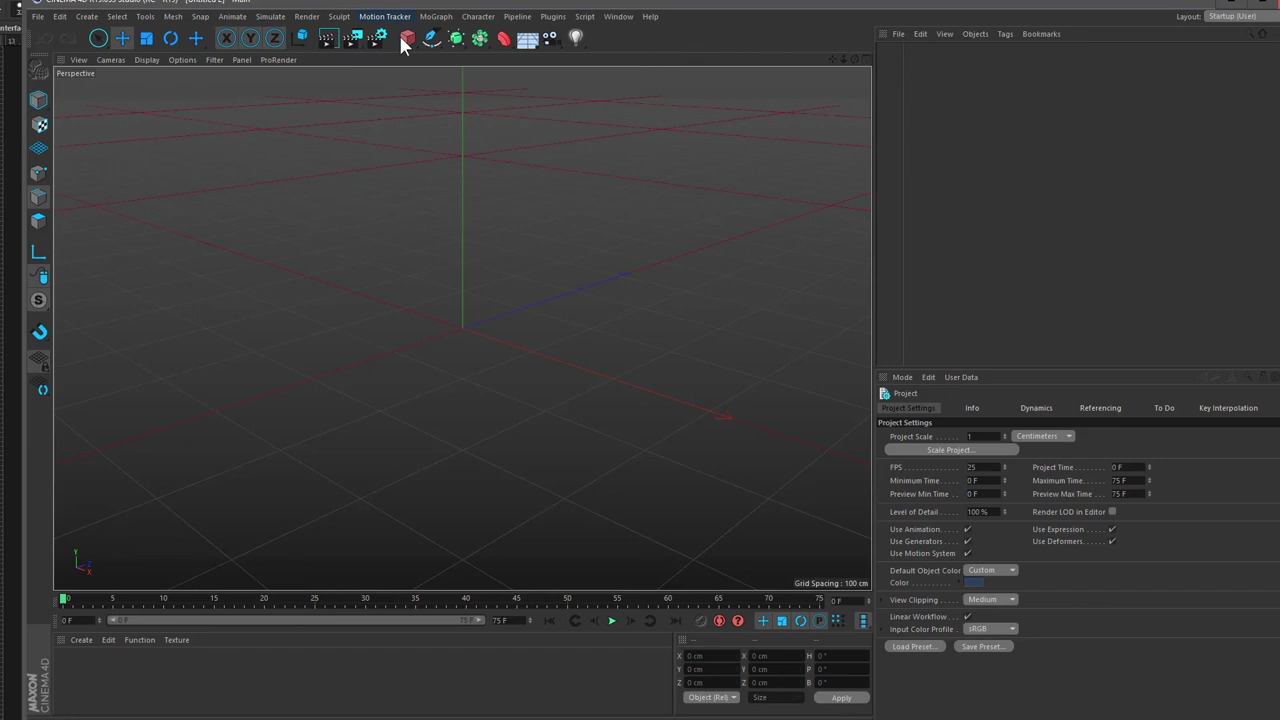 File Edit Create Select Tools Mesh Snap Animate Simulate Render Sculpt Motion Tracker MoGraph Character Pipeline Plugins Script Window Help Layout: Startup (User)
View Cameras Display Options Filter Panel ProRender
File Edit View Objects Tags Bookmarks
Perspective
X Y Z
S
Y
Z
X
Grid Spacing : 100 cm
Mode Edit User Data
Project
Project Settings Info Dynamics Referencing To Do Key Interpolation
Project Settings
Project Scale 1 Centimeters
Scale Project...
FPS 25 Project Time 0 F
Minimum Time 0 F Maximum Time 75 F
Preview Min Time 0 F Preview Max Time 75 F
Level of Detail 100 % Render LOD in Editor
Use Animation Use Expression
Use Generators Use Deformers
Use Motion System
Default Object Color Custom
Color
View Clipping Medium
Linear Workflow
Input Color Profile sRGB
Load Preset... Save Preset...
0 5 10 15 20 25 30 35 40 45 50 55 60 65 70 75 0 F
0 F 0 F 75 F 75 F
Create Edit Function Texture
-- -- --
X 0 cm X 0 cm H 0 °
Y 0 cm Y 0 cm P 0 °
Z 0 cm Z 0 cm B 0 °
Object (Rel) Size Apply
MAXON
CINEMA 4D